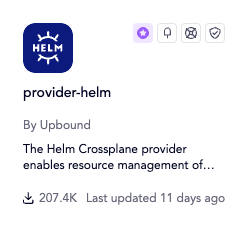 HELM
provider-helm
By Upbound
The Helm Crossplane provider
enables resource management of…
207.4K Last updated 11 days ago